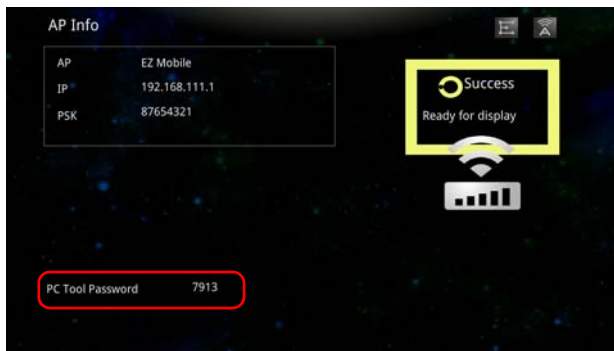 AP Info
AP EZ Mobile
IP 192.168.111.1
PSK 87654321
Success
Ready for display
PC Tool Password 7913